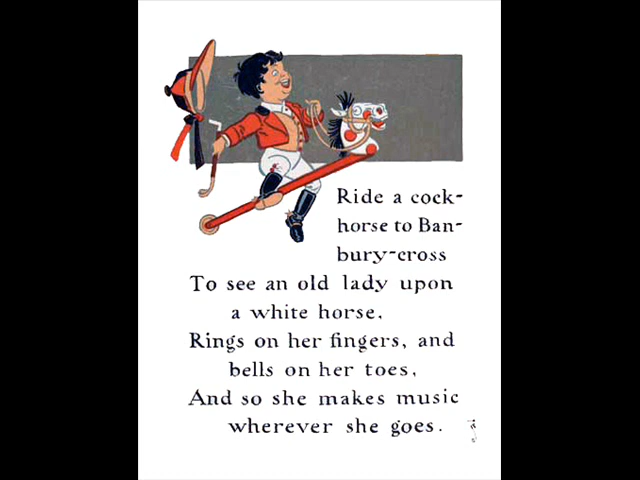 Ride a cock-
horse to Ban-
bury-cross
To see an old lady upon
a white horse,
Rings on her fingers, and
bells on her toes,
And so she makes music
wherever she goes.